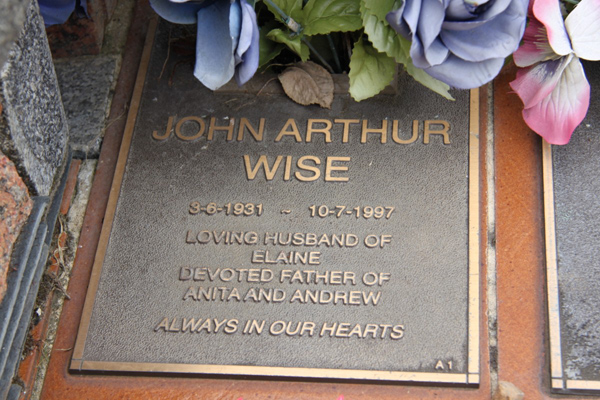 JOHN ARTHUR
WISE
3-6-1931 ~ 10-7-1997
LOVING HUSBAND OF
ELAINE
DEVOTED FATHER OF
ANITA AND ANDREW
ALWAYS IN OUR HEARTS
A1